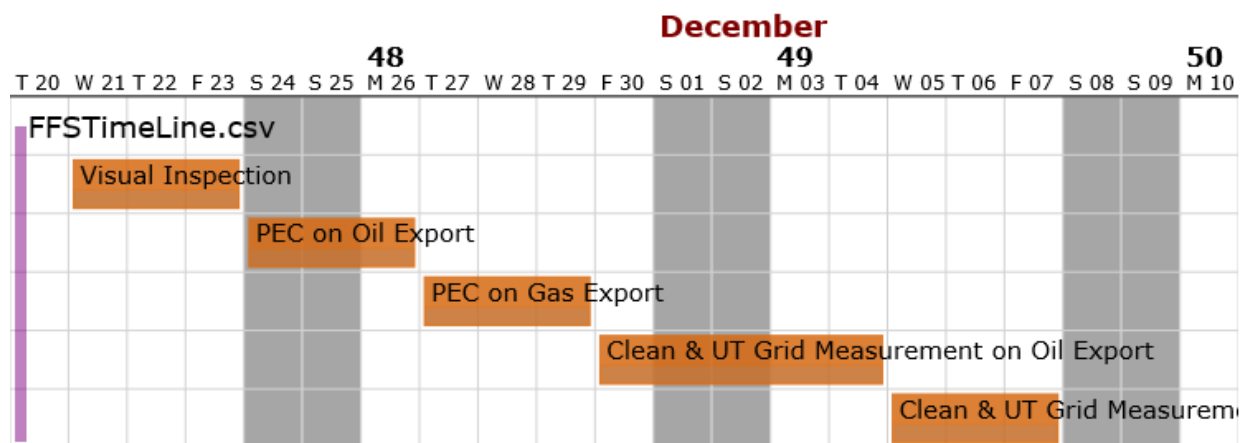 December
48 49 50
T 20 W 21 T 22 F 23 S 24 S 25 M 26 T 27 W 28 T 29 F 30 S 01 S 02 M 03 T 04 W 05 T 06 F 07 S 08 S 09 M 10
FFSTimeLine.csv
Visual Inspection
PEC on Oil Export
PEC on Gas Export
Clean & UT Grid Measurement on Oil Export
Clean & UT Grid Measureme